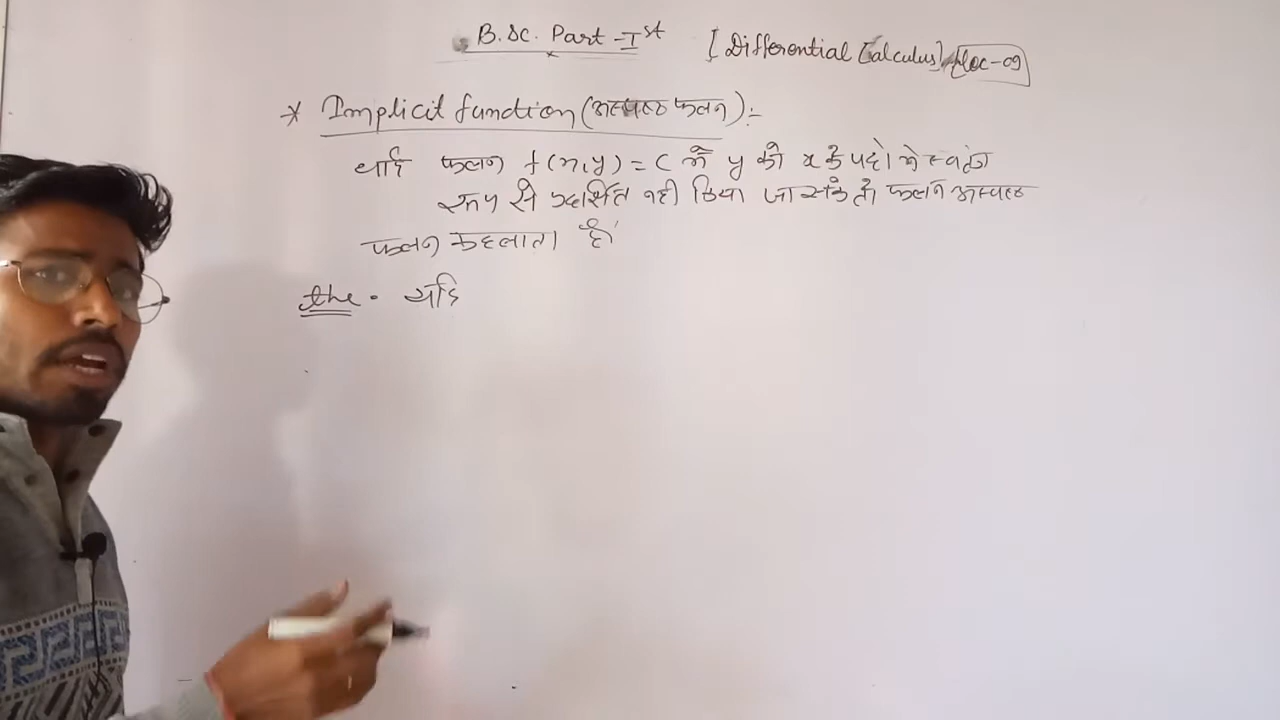 B.Sc. Part-Ist [Differential Calculus] Lec-09
* Implicit function (अस्पष्ट फलन):-
यदि फलन f(x,y) = c में y को x के पदों में स्वतंत्र
रूप से प्रदर्शित नही किया जा सके तो फलन अस्पष्ट
फलन कहलाता है।
the. यदि